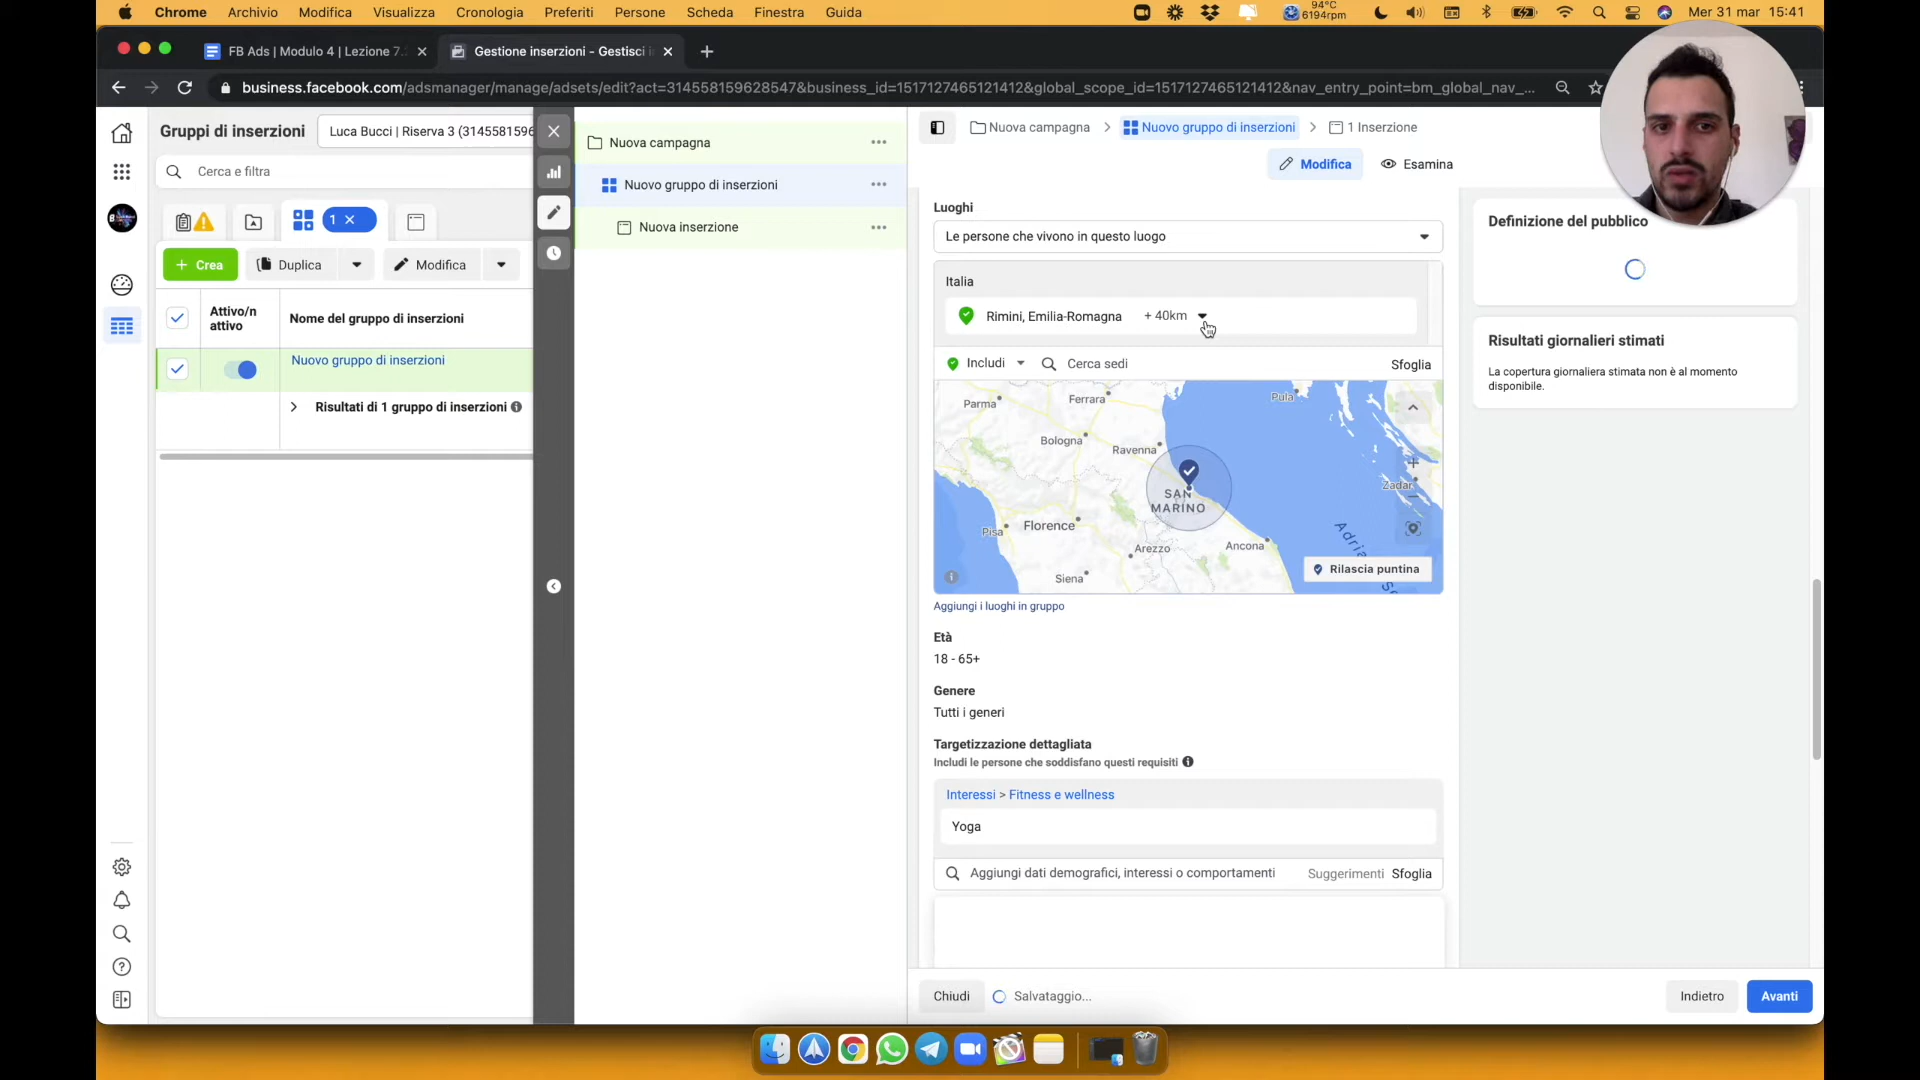 Chrome Archivio Modifica Visualizza Cronologia Preferiti Persone Scheda Finestra Guida
94°C
6194rpm
Mer 31 mar 15:41
FB Ads | Modulo 4 | Lezione 7.
Gestione inserzioni - Gestisci i
business.facebook.com/adsmanager/manage/adsets/edit?act=314558159628547&business_id=1517127465121412&global_scope_id=1517127465121412&nav_entry_point=bm_global_nav_...
Gruppi di inserzioni
Luca Bucci | Riserva 3 (3145581596
Cerca e filtra
1
Crea
Duplica
Modifica
Attivo/n
attivo
Nome del gruppo di inserzioni
Nuovo gruppo di inserzioni
Risultati di 1 gruppo di inserzioni
Nuova campagna
Nuovo gruppo di inserzioni
Nuova inserzione
Nuova campagna
Nuovo gruppo di inserzioni
1 Inserzione
Modifica
Esamina
Luoghi
Le persone che vivono in questo luogo
Italia
Rimini, Emilia-Romagna + 40km
Includi
Cerca sedi
Sfoglia
Parma
Ferrara
Pula
Bologna
Ravenna
Zadar
SAN
MARINO
Pisa
Florence
Arezzo
Ancona
Siena
Adria
Rilascia puntina
Aggiungi i luoghi in gruppo
Età
18 - 65+
Genere
Tutti i generi
Targetizzazione dettagliata
Includi le persone che soddisfano questi requisiti
Interessi > Fitness e wellness
Yoga
Aggiungi dati demografici, interessi o comportamenti
Suggerimenti
Sfoglia
Definizione del pubblico
Risultati giornalieri stimati
La copertura giornaliera stimata non è al momento
disponibile.
Chiudi
Salvataggio...
Indietro
Avanti